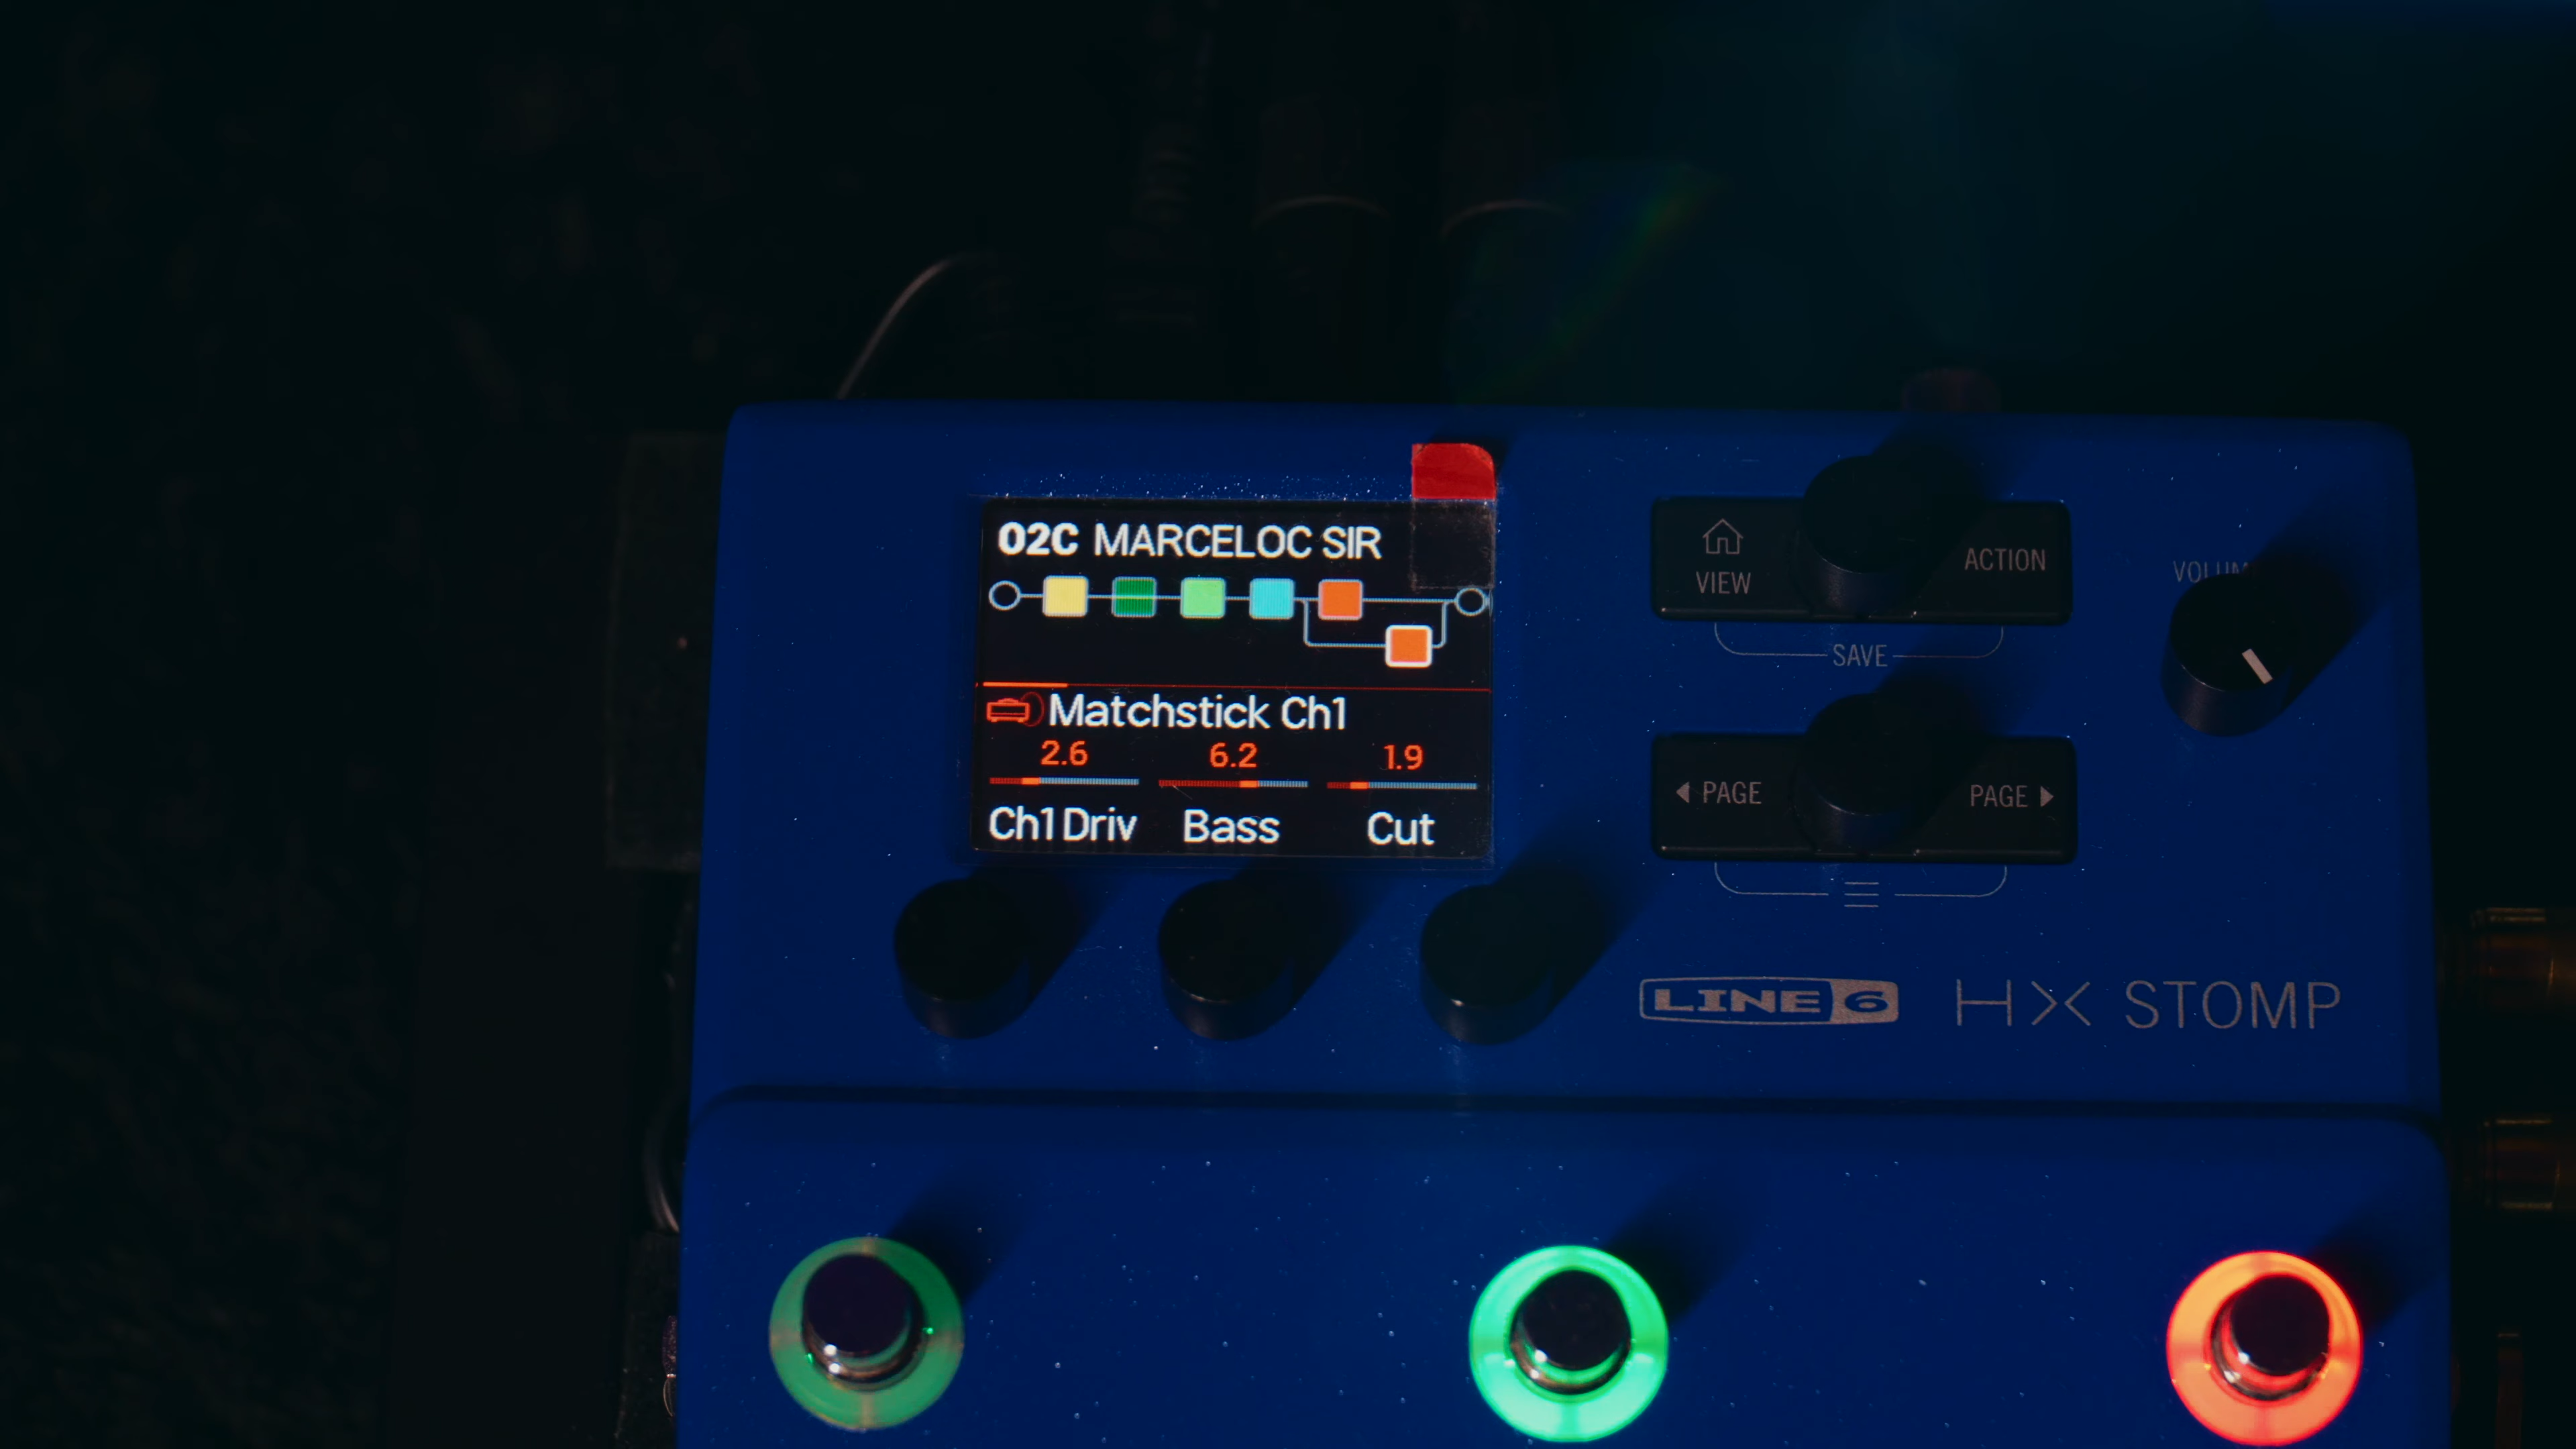 02C MARCELOC SIR
Matchstick Ch1
2.6 6.2 1.9
Ch1 Driv Bass Cut
VIEW ACTION
SAVE
PAGE PAGE
VOLUM
LINE 6 HX STOMP